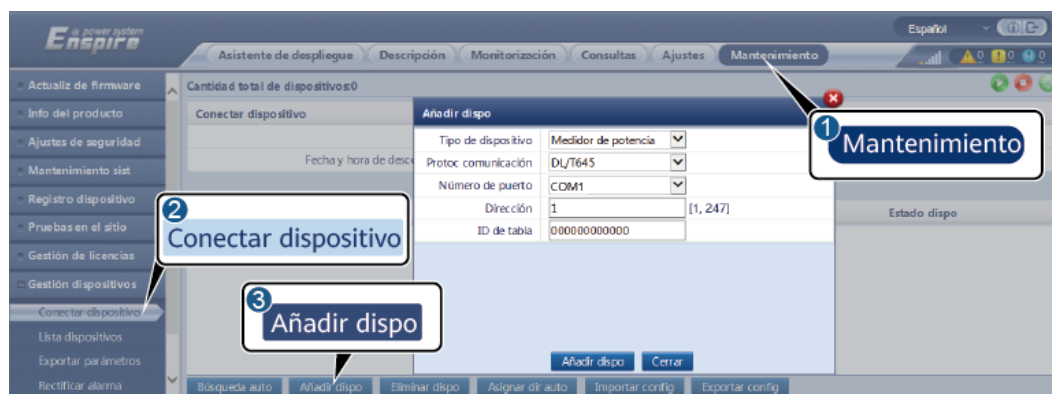 e power system
Enspire
Español
Asistente de despliegue Descripción Monitorización Consultas Ajustes Mantenimiento
0 0 0
Actualiz de firmware
Info del producto
Ajustes de seguridad
Mantenimiento sist
Registro dispositivo
Pruebas en el sitio
Gestión de licencias
Gestión dispositivos
Conectar dispositivo
Lista dispositivos
Exportar parámetros
Rectificar alarma
Cantidad total de dispositivos:0
Conectar dispositivo
Fecha y hora de desc
Estado dispo
Añadir dispo
Tipo de dispositivo Medidor de potencia
Protoc comunicación DL/T645
Número de puerto COM1
Dirección 1 [1, 247]
ID de tabla 000000000000
Añadir dispo Cerrar
1 Mantenimiento
2 Conectar dispositivo
3 Añadir dispo
Búsqueda auto Añadir dispo Eliminar dispo Asignar dir auto Importar config Exportar config